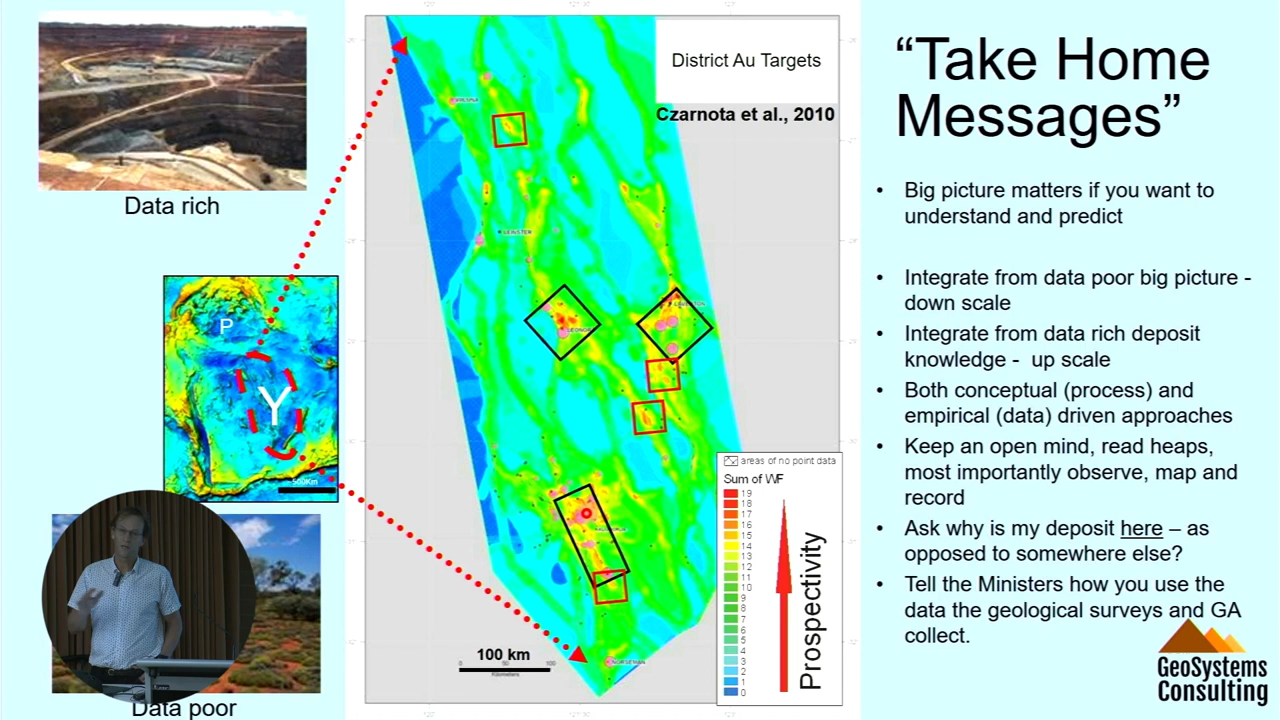 Data rich
P
Y
500Km
Data poor
District Au Targets
Czarnota et al., 2010
LEINSTER
NORSEMAN
100 km
Kilometers
areas of no point data
Sum of WF
19
18
17
16
15
14
13
12
11
10
9
8
7
6
5
4
3
2
1
0
Prospectivity
“Take Home
Messages”
• Big picture matters if you want to
understand and predict
• Integrate from data poor big picture -
down scale
• Integrate from data rich deposit
knowledge - up scale
• Both conceptual (process) and
empirical (data) driven approaches
• Keep an open mind, read heaps,
most importantly observe, map and
record
• Ask why is my deposit here – as
opposed to somewhere else?
• Tell the Ministers how you use the
data the geological surveys and GA
collect.
GeoSystems
Consulting